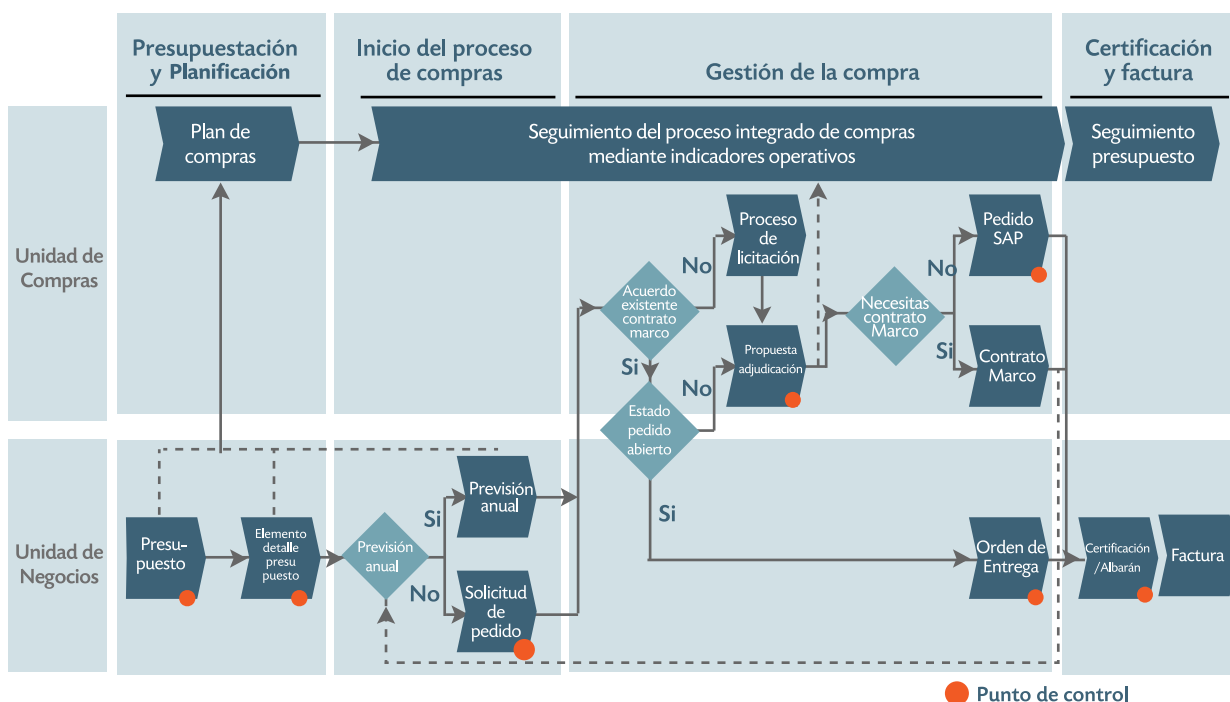 Presupuestación
y Planificación
Inicio del proceso
de compras
Gestión de la compra
Certificación
y factura
Unidad de
Compras
Plan de
compras
Seguimiento del proceso integrado de compras
mediante indicadores operativos
Seguimiento
presupuesto
Acuerdo
existente
contrato
marco
No
Proceso
de
licitación
Si
Estado
pedido
abierto
No
Propuesta
adjudicación
Necesitas
contrato
Marco
No
Pedido
SAP
Si
Contrato
Marco
Unidad de
Negocios
Presu-
puesto
Elemento
detalle
presu
puesto
Previsión
anual
Si
Previsión
anual
No
Solicitud
de
pedido
Si
Orden de
Entrega
Certificación
/Albarán
Factura
Punto de control